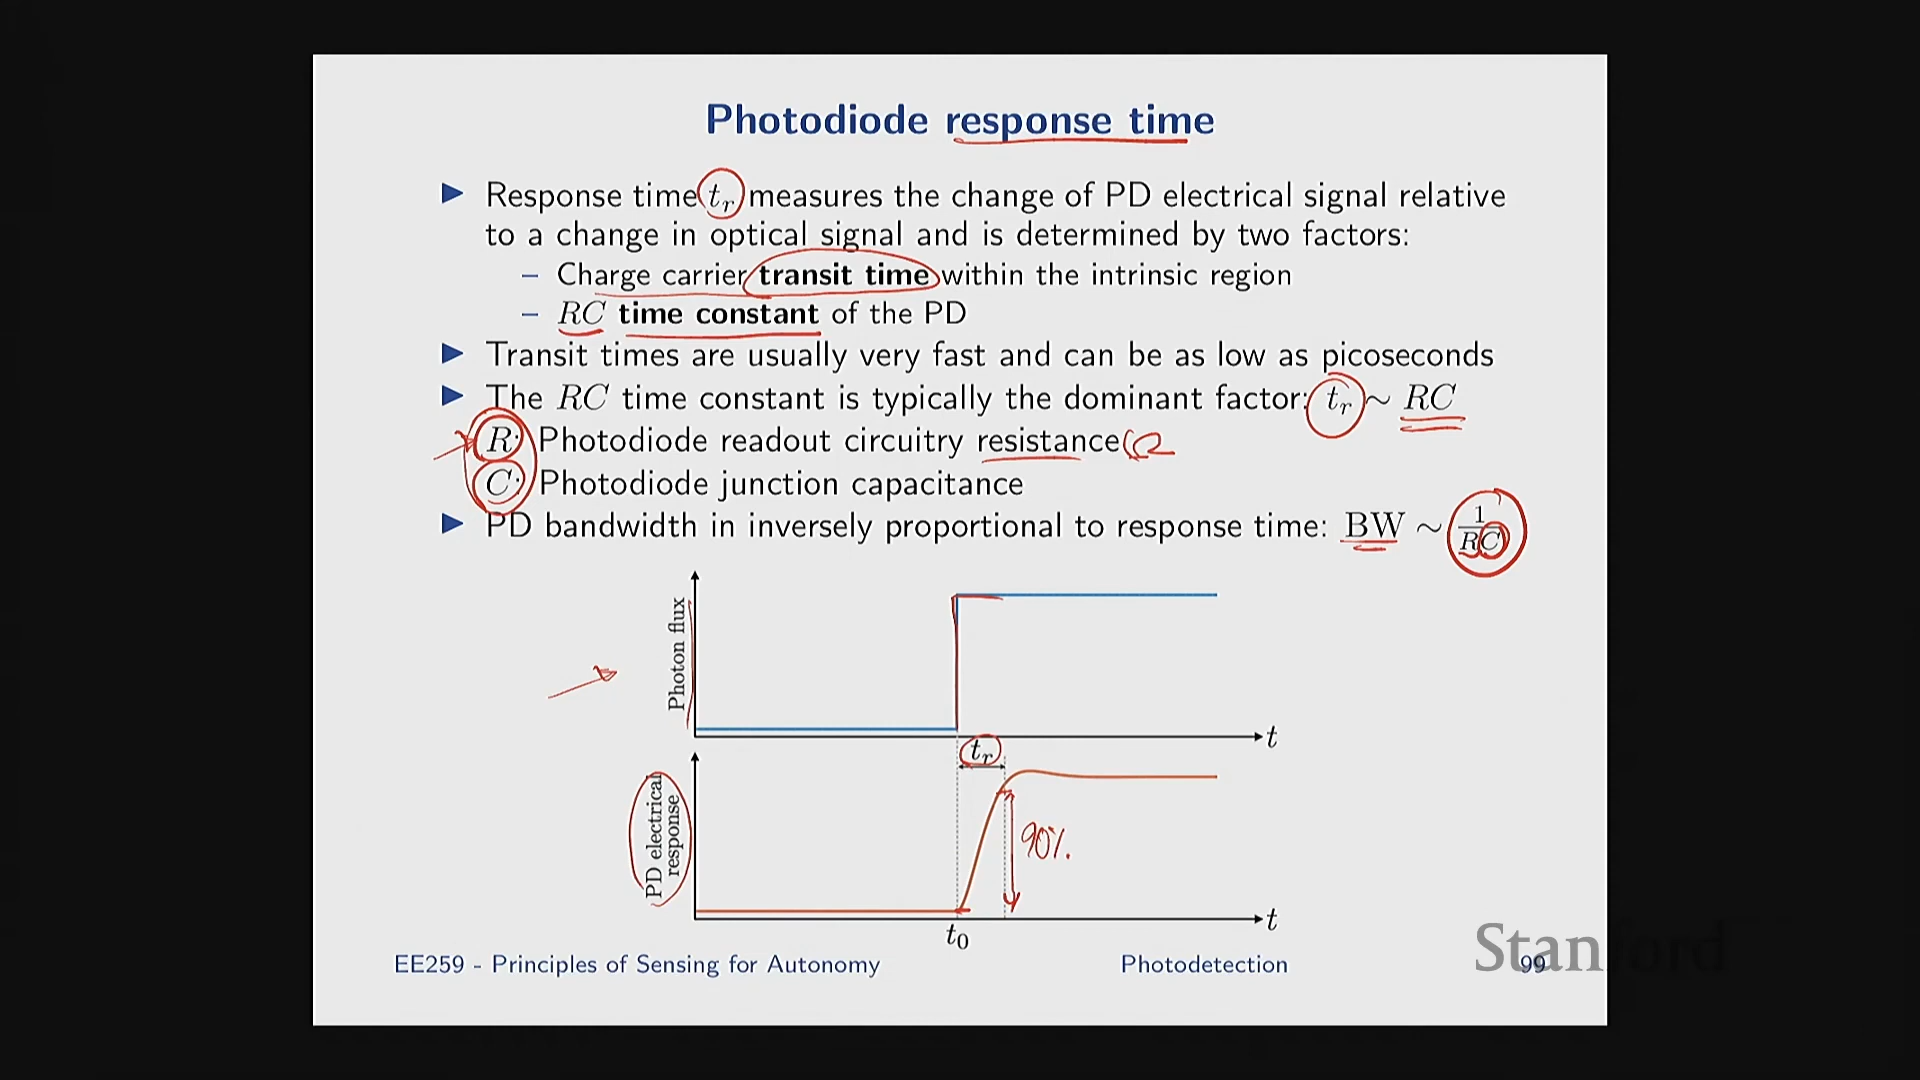 Photodiode response time
▶ Response time t_r measures the change of PD electrical signal relative
to a change in optical signal and is determined by two factors:
– Charge carrier transit time within the intrinsic region
– RC time constant of the PD
▶ Transit times are usually very fast and can be as low as picoseconds
▶ The RC time constant is typically the dominant factor: t_r ~ RC
R: Photodiode readout circuitry resistance
C: Photodiode junction capacitance
▶ PD bandwidth in inversely proportional to response time: BW ~ 1/RC
Photon flux
t
t_r
PD electrical
response
90%.
t
t_0
EE259 - Principles of Sensing for Autonomy
Photodetection
99
Stanford